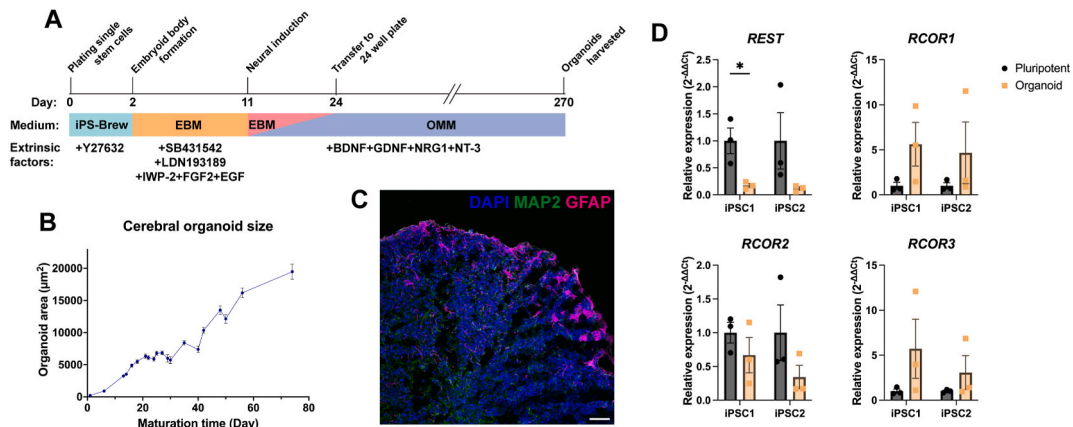 A
Plating single
stem cells
Embryoid body
formation
Neural induction
Transfer to
24 well plate
Organoids
harvested
Day: 0 2 11 24 270
Medium: iPS-Brew EBM EBM OMM
Extrinsic
factors:
+Y27632
+SB431542
+LDN193189
+IWP-2+FGF2+EGF
+BDNF+GDNF+NRG1+NT-3
B
Cerebral organoid size
Organoid area (µm²)
20000
15000
10000
5000
0
0 20 40 60 80
Maturation time (Day)
C
DAPI MAP2 GFAP
D
REST
Relative expression (2-ΔΔCt)
2.5
2.0
1.5
1.0
0.5
0.0
*
iPSC1 iPSC2
RCOR1
Relative expression (2-ΔΔCt)
15
10
5
0
iPSC1 iPSC2
Pluripotent
Organoid
RCOR2
Relative expression (2-ΔΔCt)
2.0
1.5
1.0
0.5
0.0
iPSC1 iPSC2
RCOR3
Relative expression (2-ΔΔCt)
15
10
5
0
iPSC1 iPSC2